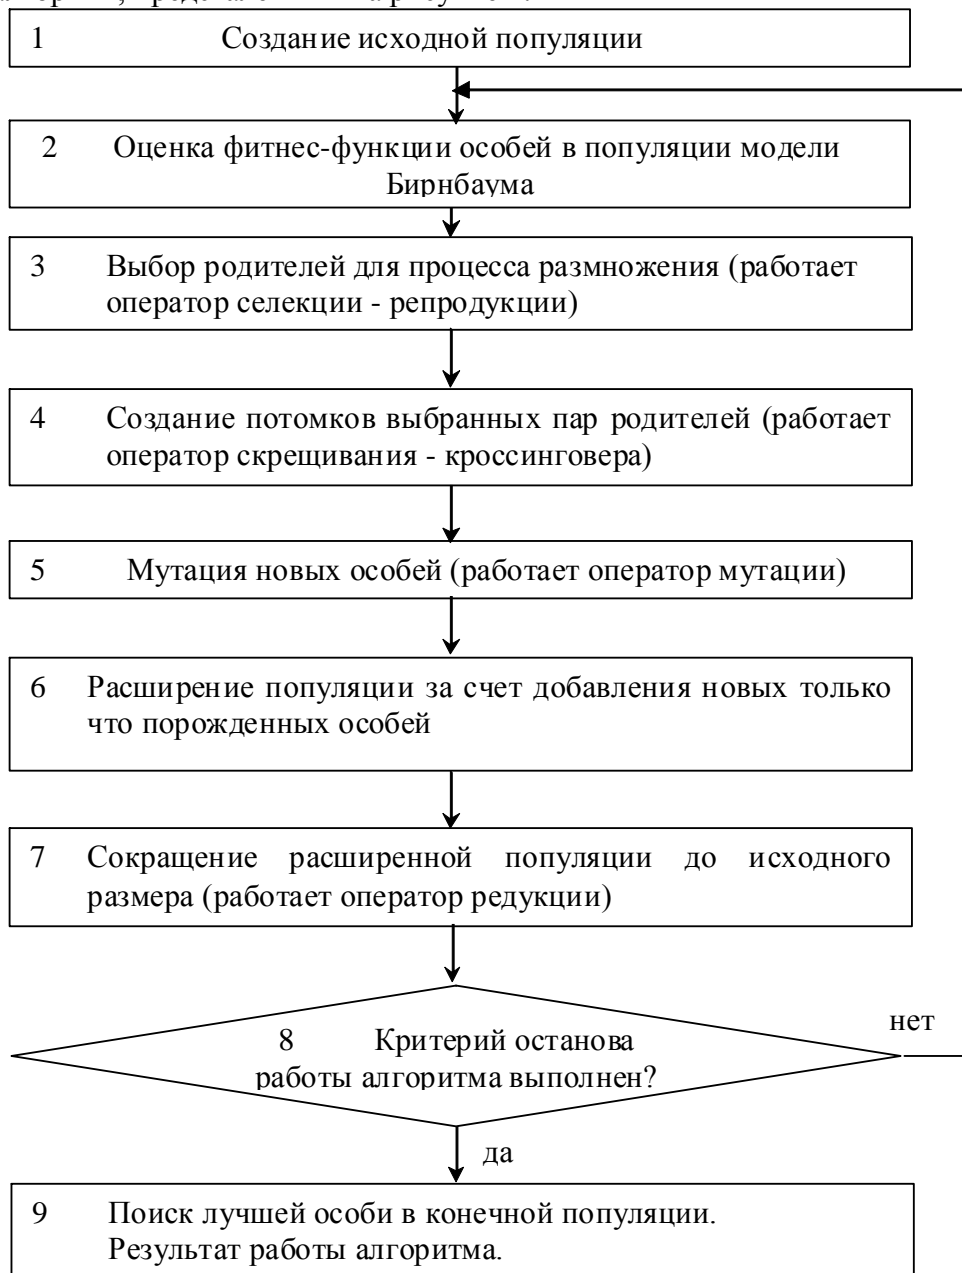 1 Создание исходной популяции
2 Оценка фитнес-функции особей в популяции модели
Бирнбаума
3 Выбор родителей для процесса размножения (работает
оператор селекции - репродукции)
4 Создание потомков выбранных пар родителей (работает
оператор скрещивания - кроссинговера)
5 Мутация новых особей (работает оператор мутации)
6 Расширение популяции за счет добавления новых только
что порожденных особей
7 Сокращение расширенной популяции до исходного
размера (работает оператор редукции)
8 Критерий останова
работы алгоритма выполнен?
нет
да
9 Поиск лучшей особи в конечной популяции.
Результат работы алгоритма.